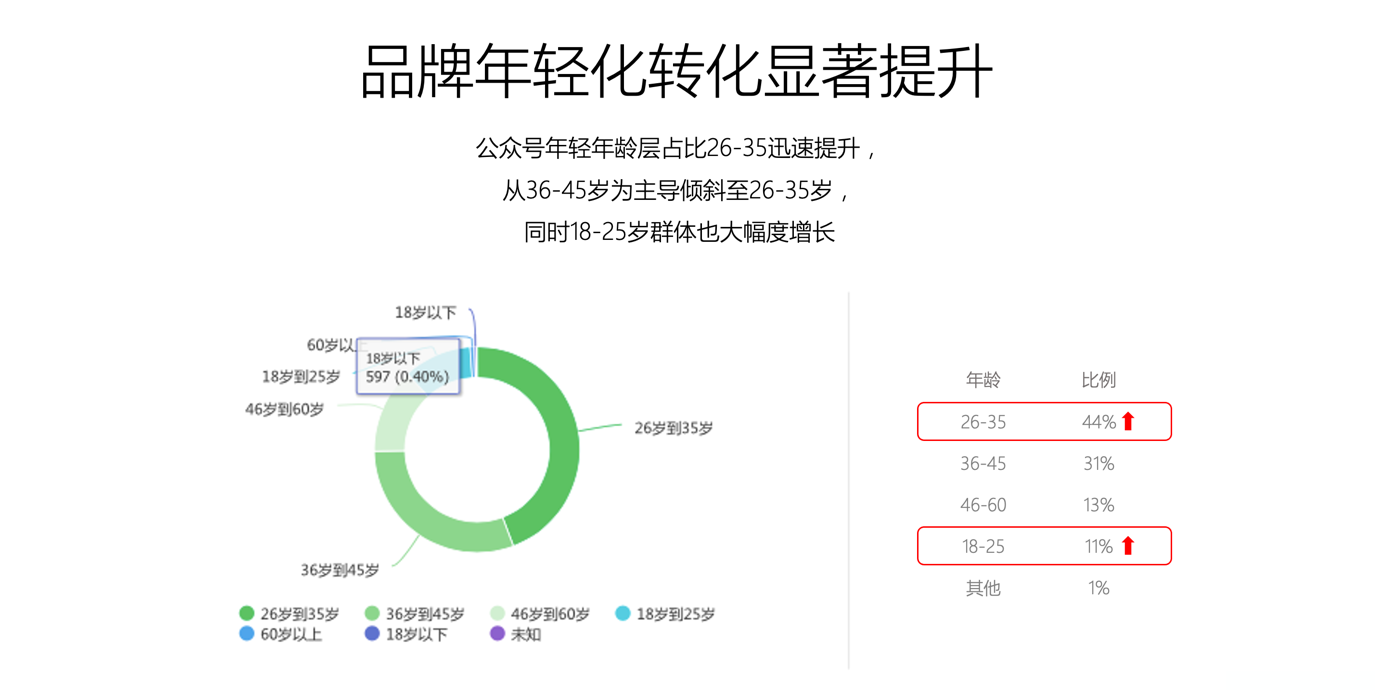 品牌年轻化转化显著提升
公众号年轻年龄层占比26-35迅速提升，
从36-45岁为主导倾斜至26-35岁，
同时18-25岁群体也大幅度增长
18岁以下
60岁以上
18岁以下
597 (0.40%)
18岁到25岁
46岁到60岁
26岁到35岁
36岁到45岁
26岁到35岁 36岁到45岁 46岁到60岁 18岁到25岁
60岁以上 18岁以下 未知
年龄 比例
26-35 44%
36-45 31%
46-60 13%
18-25 11%
其他 1%